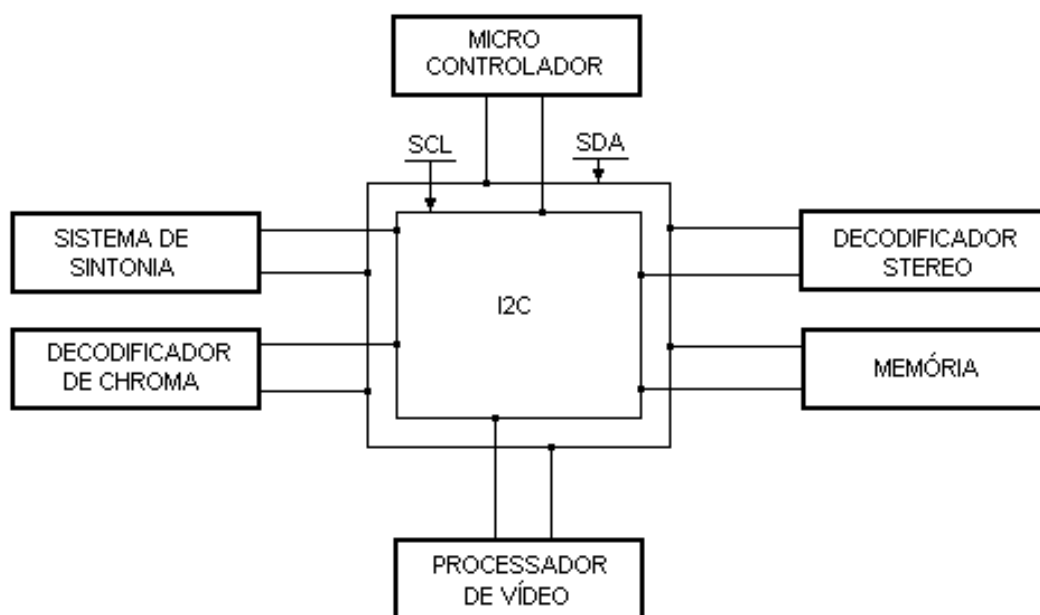 MICRO
CONTROLADOR
SCL
SDA
SISTEMA DE
SINTONIA
DECODIFICADOR
STEREO
I2C
DECODIFICADOR
DE CHROMA
MEMÓRIA
PROCESSADOR
DE VÍDEO